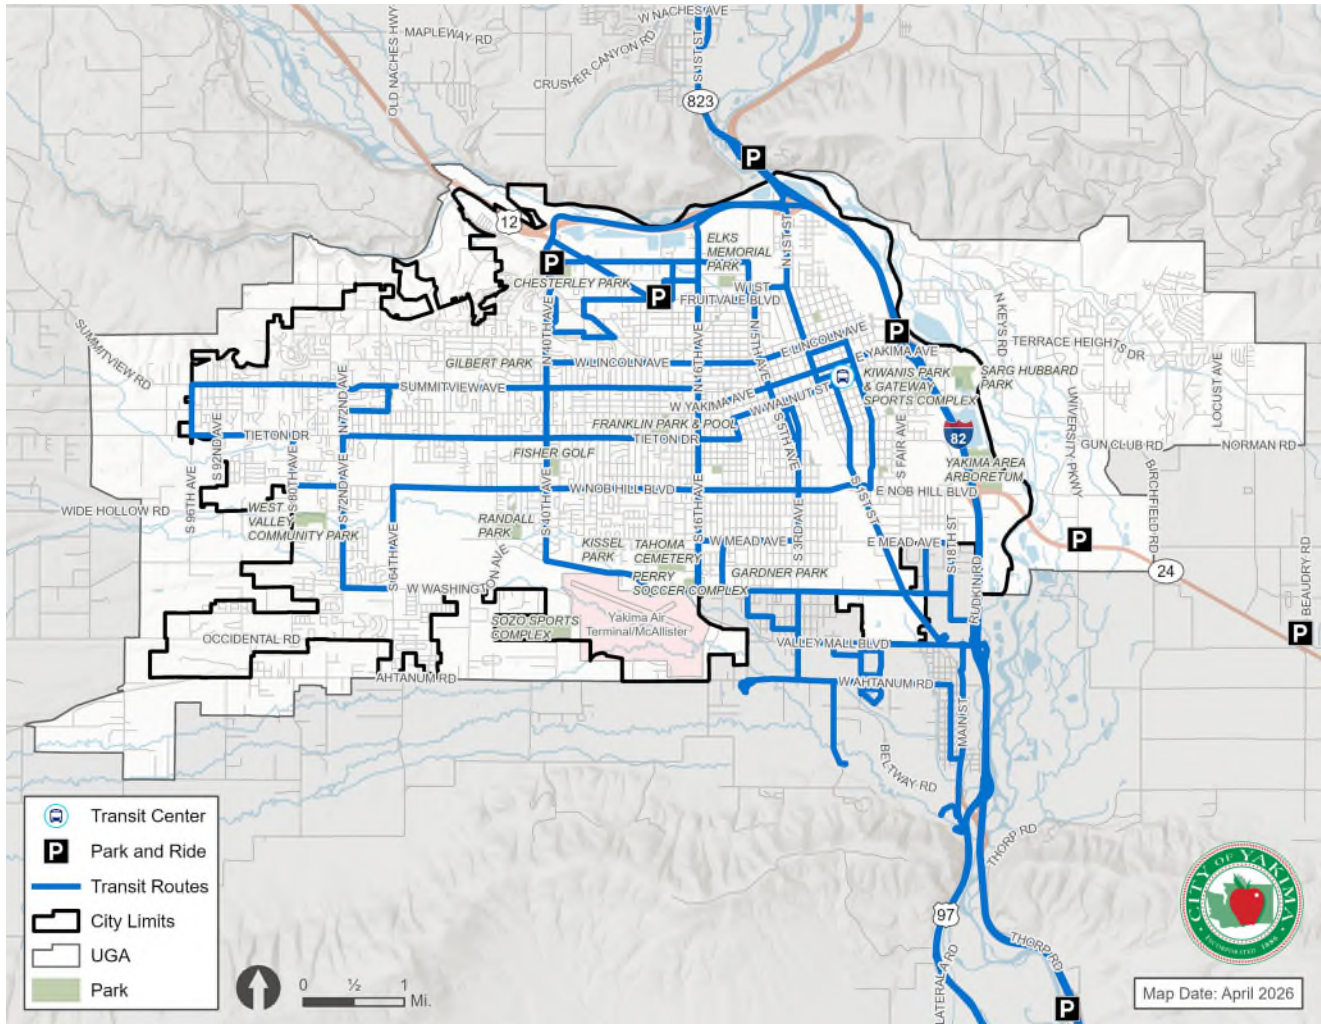 W NACHES AVE
MAPLEWAY RD
OLD NACHES HWY
CRUSHER CANYON RD
S 1ST ST
823
P
12
P
P
ELKS
MEMORIAL
PARK
N 1ST ST
CHESTERLEY PARK
W I ST
FRUITVALE BLVD
N 40TH AVE
N 16TH AVE
N 5TH AVE
P
E LINCOLN AVE
E YAKIMA AVE
N KEYS RD
TERRACE HEIGHTS DR
SUMMITVIEW RD
GILBERT PARK
W LINCOLN AVE
KIWANIS PARK
& GATEWAY
SPORTS COMPLEX
SARG HUBBARD
PARK
LOCUST AVE
N 72ND AVE
SUMMITVIEW AVE
W YAKIMA AVE
W WALNUT ST
UNIVERSITY PKWY
FRANKLIN PARK & POOL
TIETON DR
TIETON DR
S 5TH AVE
S FAIR AVE
82
GUN CLUB RD
NORMAN RD
S 96TH AVE
S 92ND AVE
S 80TH AVE
S 72ND AVE
FISHER GOLF
S 40TH AVE
S 16TH AVE
YAKIMA AREA
ARBORETUM
BIRCHFIELD RD
W NOB HILL BLVD
E NOB HILL BLVD
S 1ST ST
WIDE HOLLOW RD
WEST
VALLEY
COMMUNITY PARK
RANDALL
PARK
S 64TH AVE
KISSEL
PARK
TAHOMA
CEMETERY
W MEAD AVE
S 3RD AVE
E MEAD AVE
S 18TH ST
P
24
BEAUDRY RD
P
PERRY
SOCCER COMPLEX
GARDNER PARK
W WASHINGTON AVE
RUDKIN RD
SOZO SPORTS
COMPLEX
Yakima Air
Terminal/McAllister
OCCIDENTAL RD
VALLEY MALL BLVD
AHTANUM RD
W AHTANUM RD
MAIN ST
BELTWAY RD
THORP RD
97
LATERAL A RD
THORP RD
P
Transit Center
P Park and Ride
Transit Routes
City Limits
UGA
Park
0 ½ 1
Mi.
CITY OF YAKIMA
INCORPORATED 1886
Map Date: April 2026